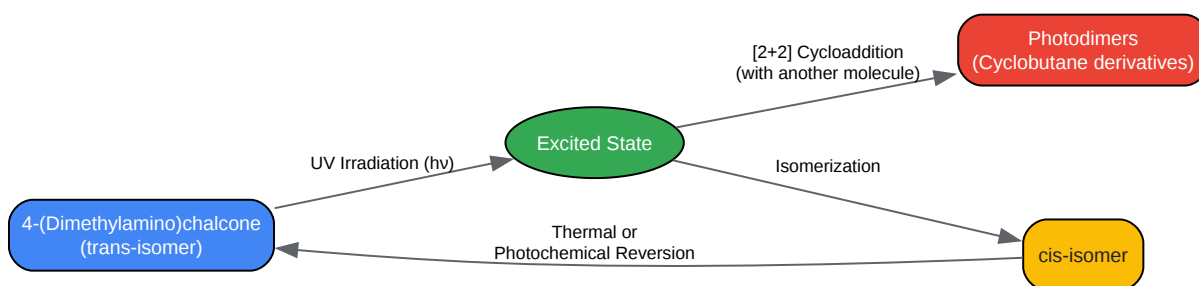 Photodimers
(Cyclobutane derivatives)
[2+2] Cycloaddition
(with another molecule)
Excited State
UV Irradiation (hν)
Isomerization
4-(Dimethylamino)chalcone
(trans-isomer)
Thermal or
Photochemical Reversion
cis-isomer